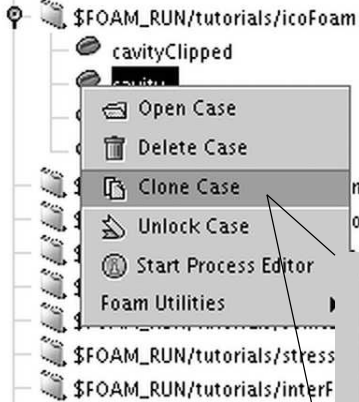 $FOAM_RUN/tutorials/icoFoam
cavityClipped
cavity
Open Case
Delete Case
Clone Case
Unlock Case
Start Process Editor
Foam Utilities
$FOAM_RUN/tutorials/stress
$FOAM_RUN/tutorials/interF